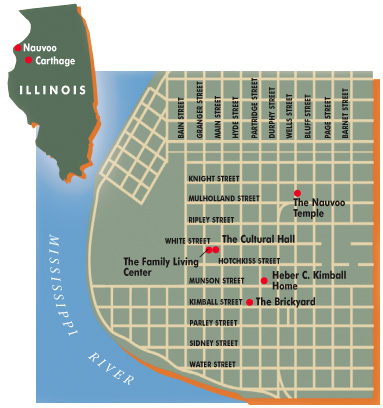 Nauvoo
Carthage
ILLINOIS
BAIN STREET
GRANGER STREET
MAIN STREET
HYDE STREET
PARTRIDGE STREET
DURPHY STREET
WELLS STREET
BLUFF STREET
PAGE STREET
BARNET STREET
KNIGHT STREET
MULHOLLAND STREET
The Nauvoo
Temple
RIPLEY STREET
WHITE STREET
The Cultural Hall
The Family Living
Center
HOTCHKISS STREET
Heber C. Kimball
Home
MUNSON STREET
KIMBALL STREET
The Brickyard
PARLEY STREET
SIDNEY STREET
WATER STREET
MISSISSIPPI
RIVER